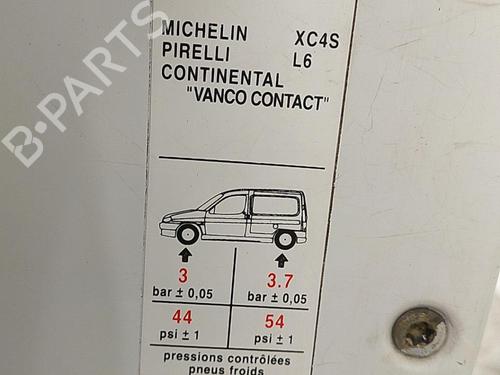 MICHELIN XC4S
PIRELLI L6
CONTINENTAL
"VANCO CONTACT"
3 3.7
bar ± 0,05 bar ± 0,05
44 54
psi ± 1 psi ± 1
pressions contrôlées
pneus froids
B-PARTS